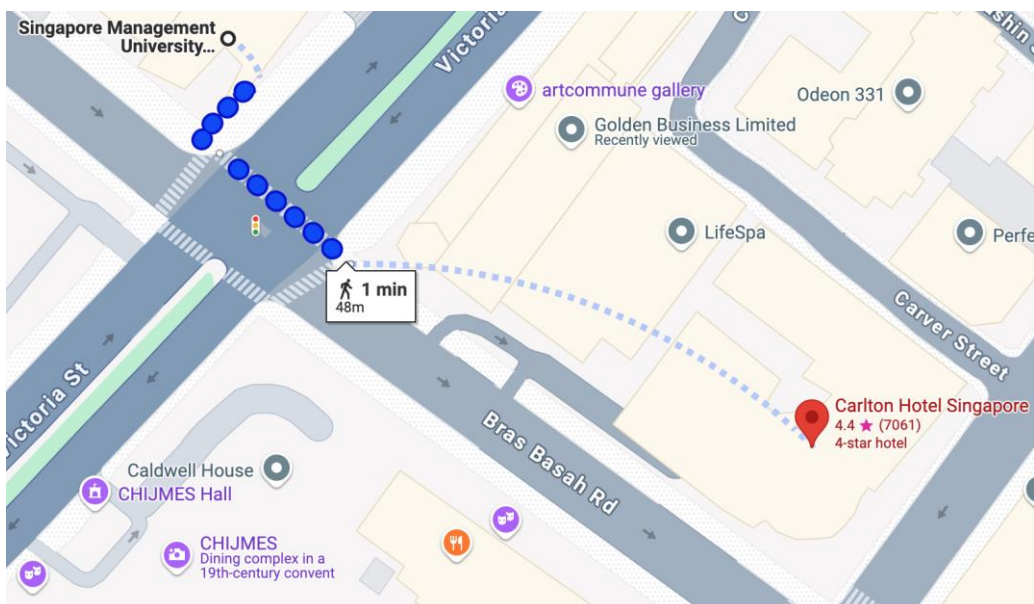 Singapore Management
University...
Victoria
artcommune gallery
Odeon 331
Golden Business Limited
Recently viewed
LifeSpa
Perfe
1 min
48m
Carver Street
Victoria St
Carlton Hotel Singapore
4.4 ★ (7061)
4-star hotel
Bras Basah Rd
Caldwell House
CHIJMES Hall
CHIJMES
Dining complex in a
19th-century convent